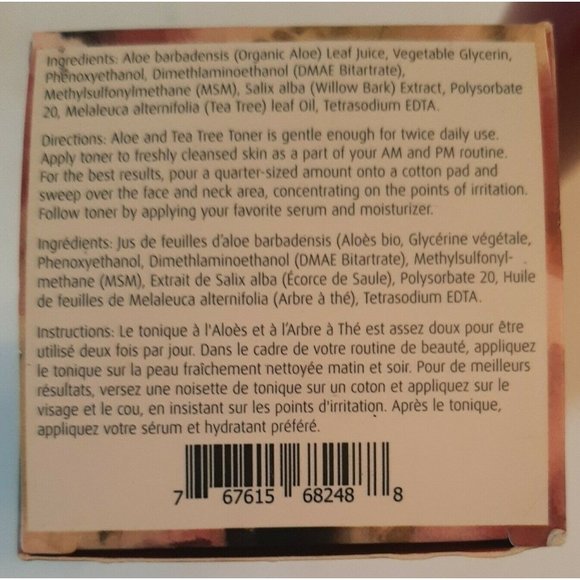 Ingredients: Aloe barbadensis (Organic Aloe) Leaf Juice, Vegetable Glycerin,
Phenoxyethanol, Dimethlaminoethanol (DMAE Bitartrate),
Methylsulfonylmethane (MSM), Salix alba (Willow Bark) Extract, Polysorbate
20, Melaleuca alternifolia (Tea Tree) leaf Oil, Tetrasodium EDTA.
Directions: Aloe and Tea Tree Toner is gentle enough for twice daily use.
Apply toner to freshly cleansed skin as a part of your AM and PM routine.
For the best results, pour a quarter-sized amount onto a cotton pad and
sweep over the face and neck area, concentrating on the points of irritation.
Follow toner by applying your favorite serum and moisturizer.
Ingrédients: Jus de feuilles d'aloe barbadensis (Aloès bio, Glycérine végétale,
Phenoxyethanol, Dimethlaminoethanol (DMAE Bitartrate), Methylsulfonyl-
methane (MSM), Extrait de Salix alba (Écorce de Saule), Polysorbate 20, Huile
de feuilles de Melaleuca alternifolia (Arbre à thé), Tetrasodium EDTA.
Instructions: Le tonique à l'Aloès et à l'Arbre à Thé est assez doux pour être
utilisé deux fois par jour. Dans le cadre de votre routine de beauté, appliquez
le tonique sur la peau fraîchement nettoyée matin et soir. Pour de meilleurs
résultats, versez une noisette de tonique sur un coton et appliquez sur le
visage et le cou, en insistant sur les points d'irritation. Après le tonique,
appliquez votre sérum et hydratant préféré.
7 67615 68248 8